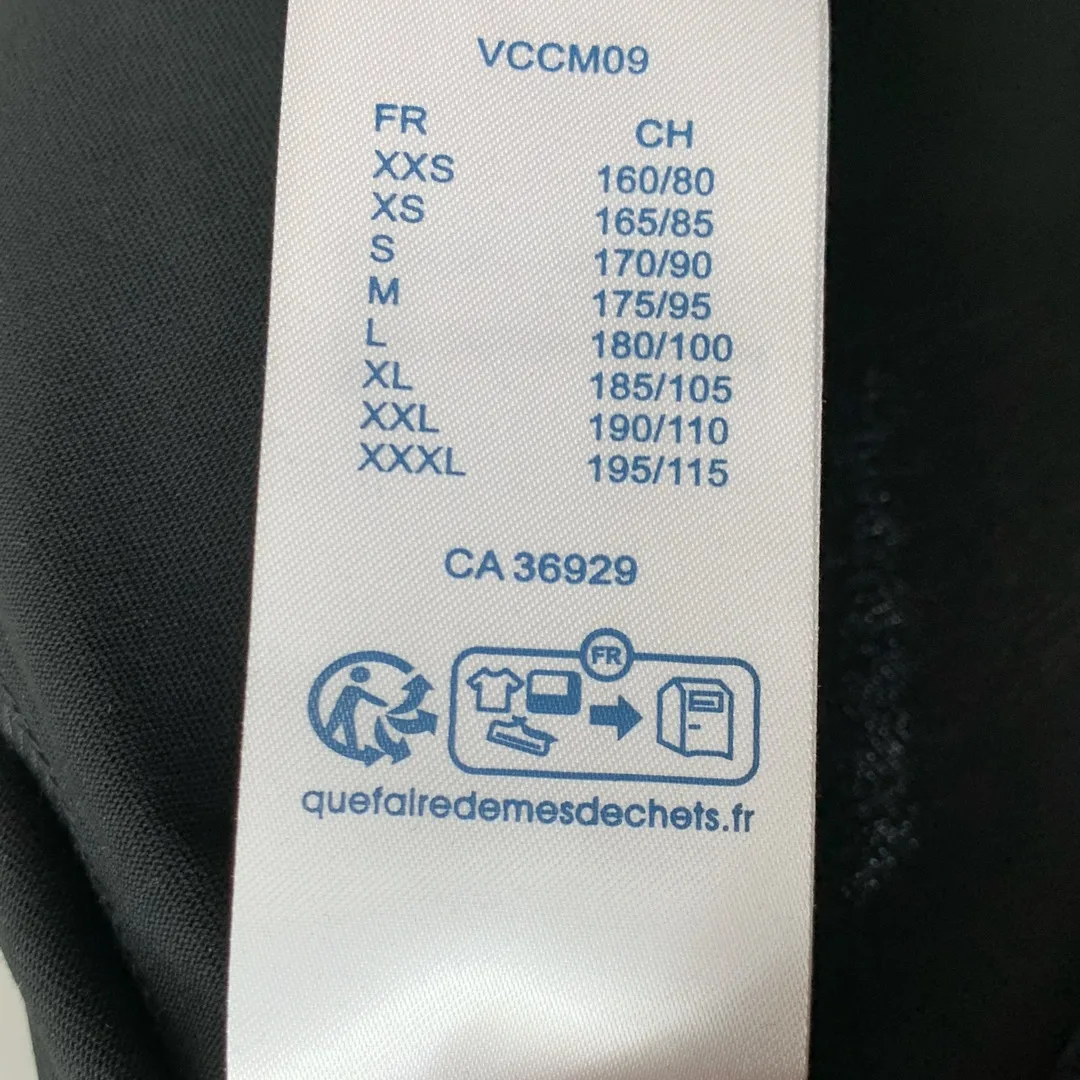 VCCM09
FR CH
XXS 160/80
XS 165/85
S 170/90
M 175/95
L 180/100
XL 185/105
XXL 190/110
XXXL 195/115
CA 36929
FR
quefairedemesdechets.fr